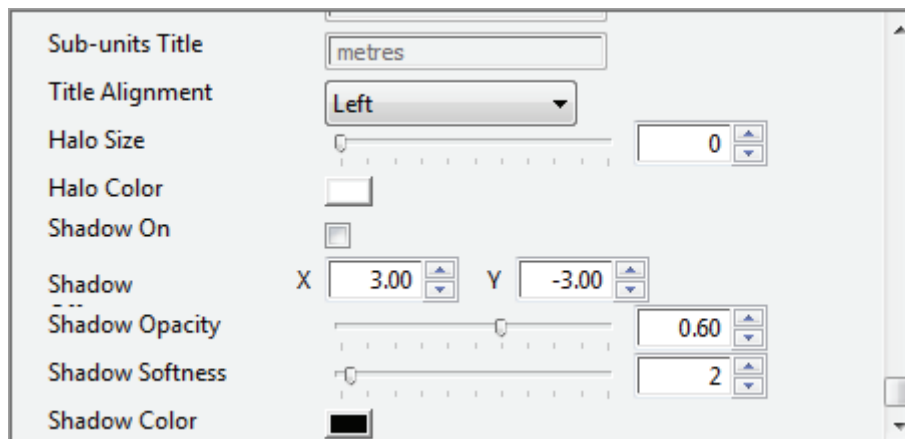 Sub-units Title metres
Title Alignment Left
Halo Size 0
Halo Color
Shadow On
Shadow X 3.00 Y -3.00
Shadow Opacity 0.60
Shadow Softness 2
Shadow Color